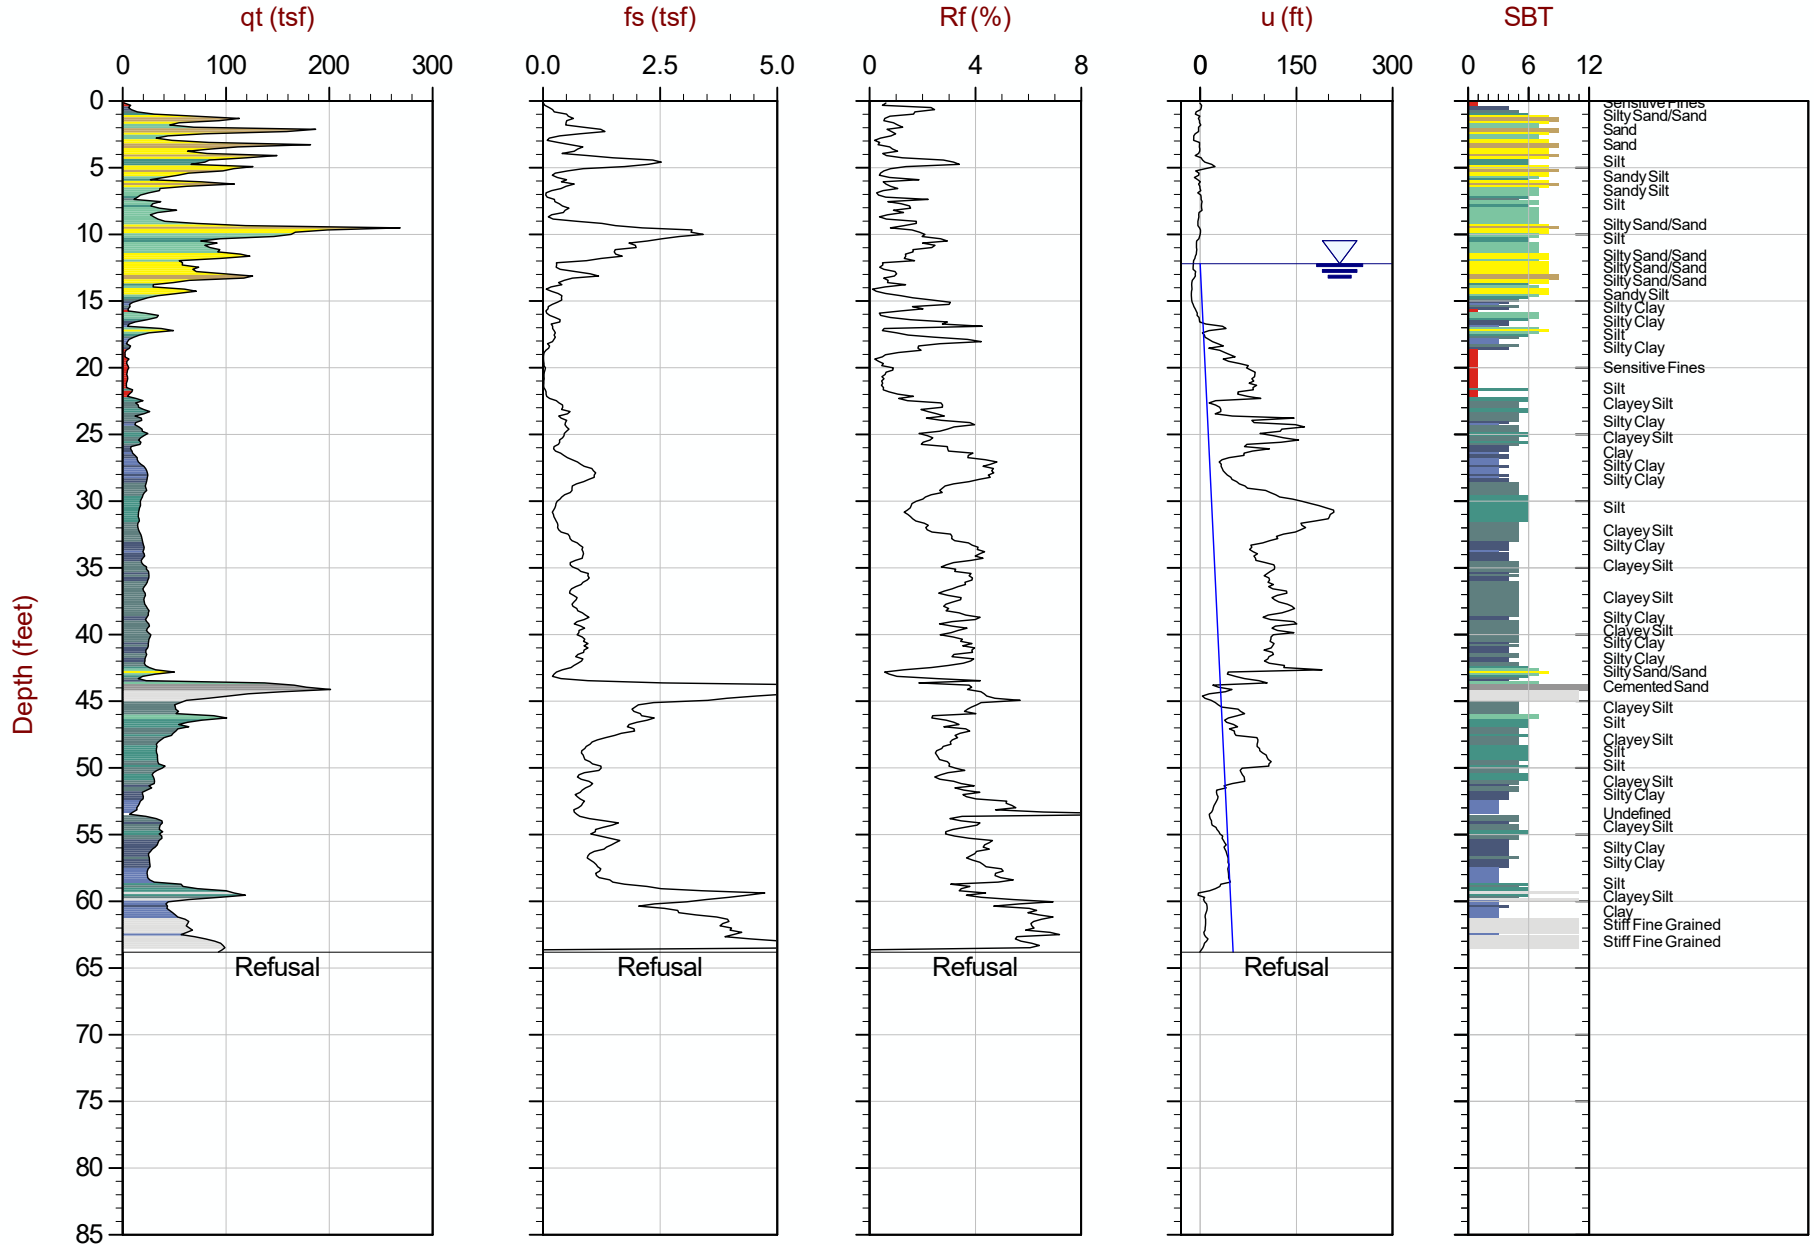 qt (tsf) fs (tsf) Rf (%) u (ft) SBT
0 100 200 300 0.0 2.5 5.0 0 4 8 0 150 300 0 6 12
0
5
10
15
20
25
30
35
40
45
50
55
60
65
70
75
80
85
Depth (feet)
Sensitive Fines
Silty Sand/Sand
Sand
Sand
Silt
Sandy Silt
Sandy Silt
Silt
Silty Sand/Sand
Silt
Silty Sand/Sand
Silty Sand/Sand
Silty Sand/Sand
Sandy Silt
Silty Clay
Silty Clay
Silt
Silty Clay
Sensitive Fines
Silt
Clayey Silt
Silty Clay
Clayey Silt
Clay
Silty Clay
Silty Clay
Silt
Clayey Silt
Silty Clay
Clayey Silt
Clayey Silt
Silty Clay
Clayey Silt
Silty Clay
Silty Clay
Silty Sand/Sand
Cemented Sand
Clayey Silt
Silt
Clayey Silt
Silt
Silt
Clayey Silt
Silty Clay
Undefined
Clayey Silt
Silty Clay
Silty Clay
Silt
Clayey Silt
Clay
Stiff Fine Grained
Stiff Fine Grained
Refusal Refusal Refusal Refusal